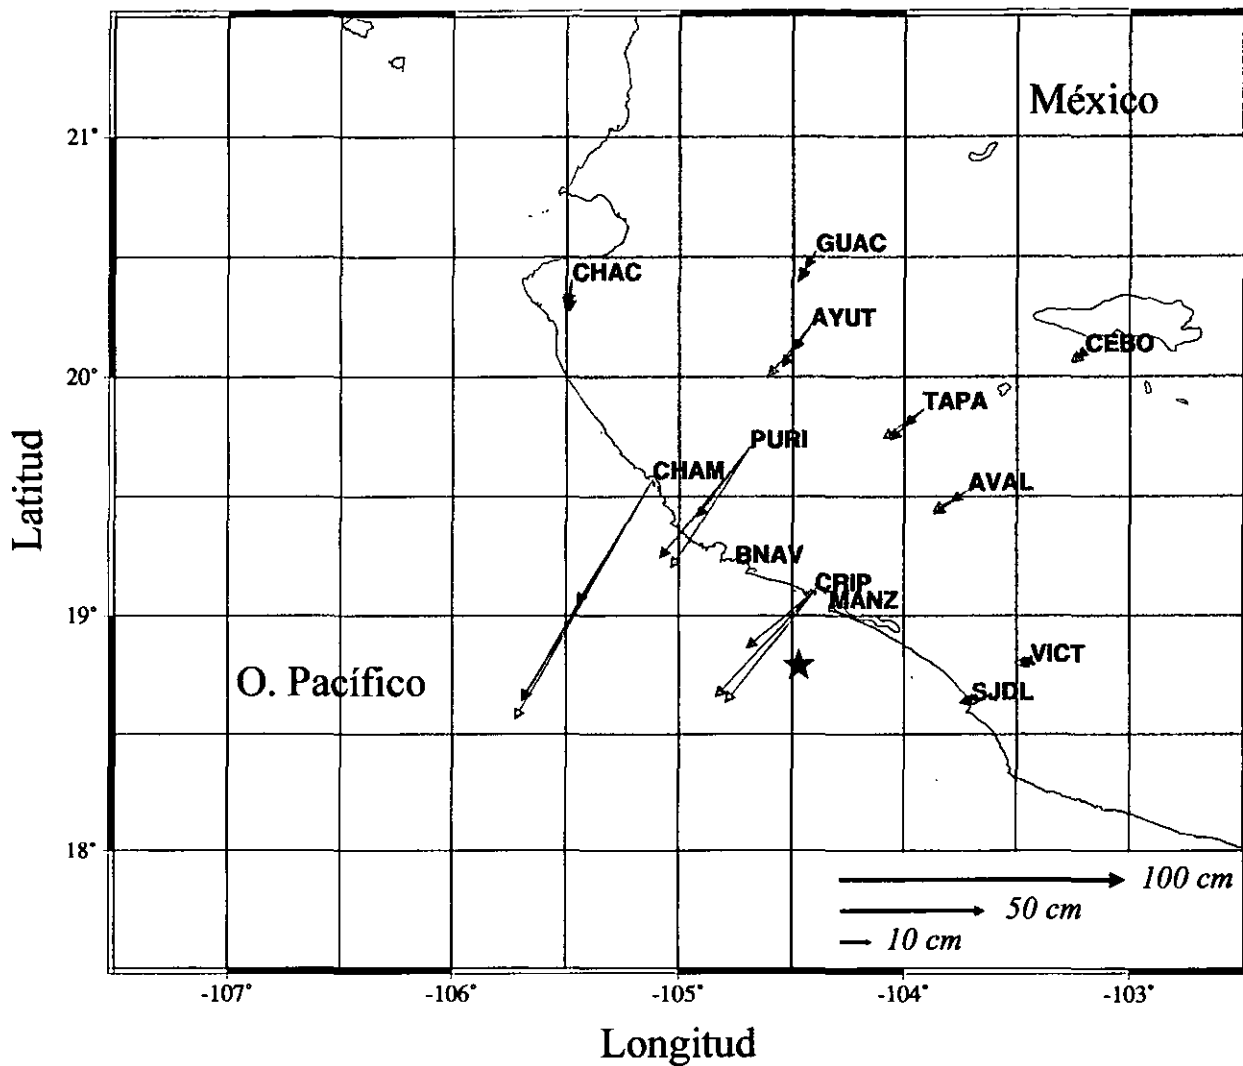 México
21°
GUAC
CHAC
AYUT
CEBO
20°
TAPA
PURI
CHAM
AVAL
BNAV
CRIP
MANZ
19°
VICT
O. Pacífico
SJDL
18°
100 cm
50 cm
10 cm
-107°
-106°
-105°
-104°
-103°
Longitud
Latitud